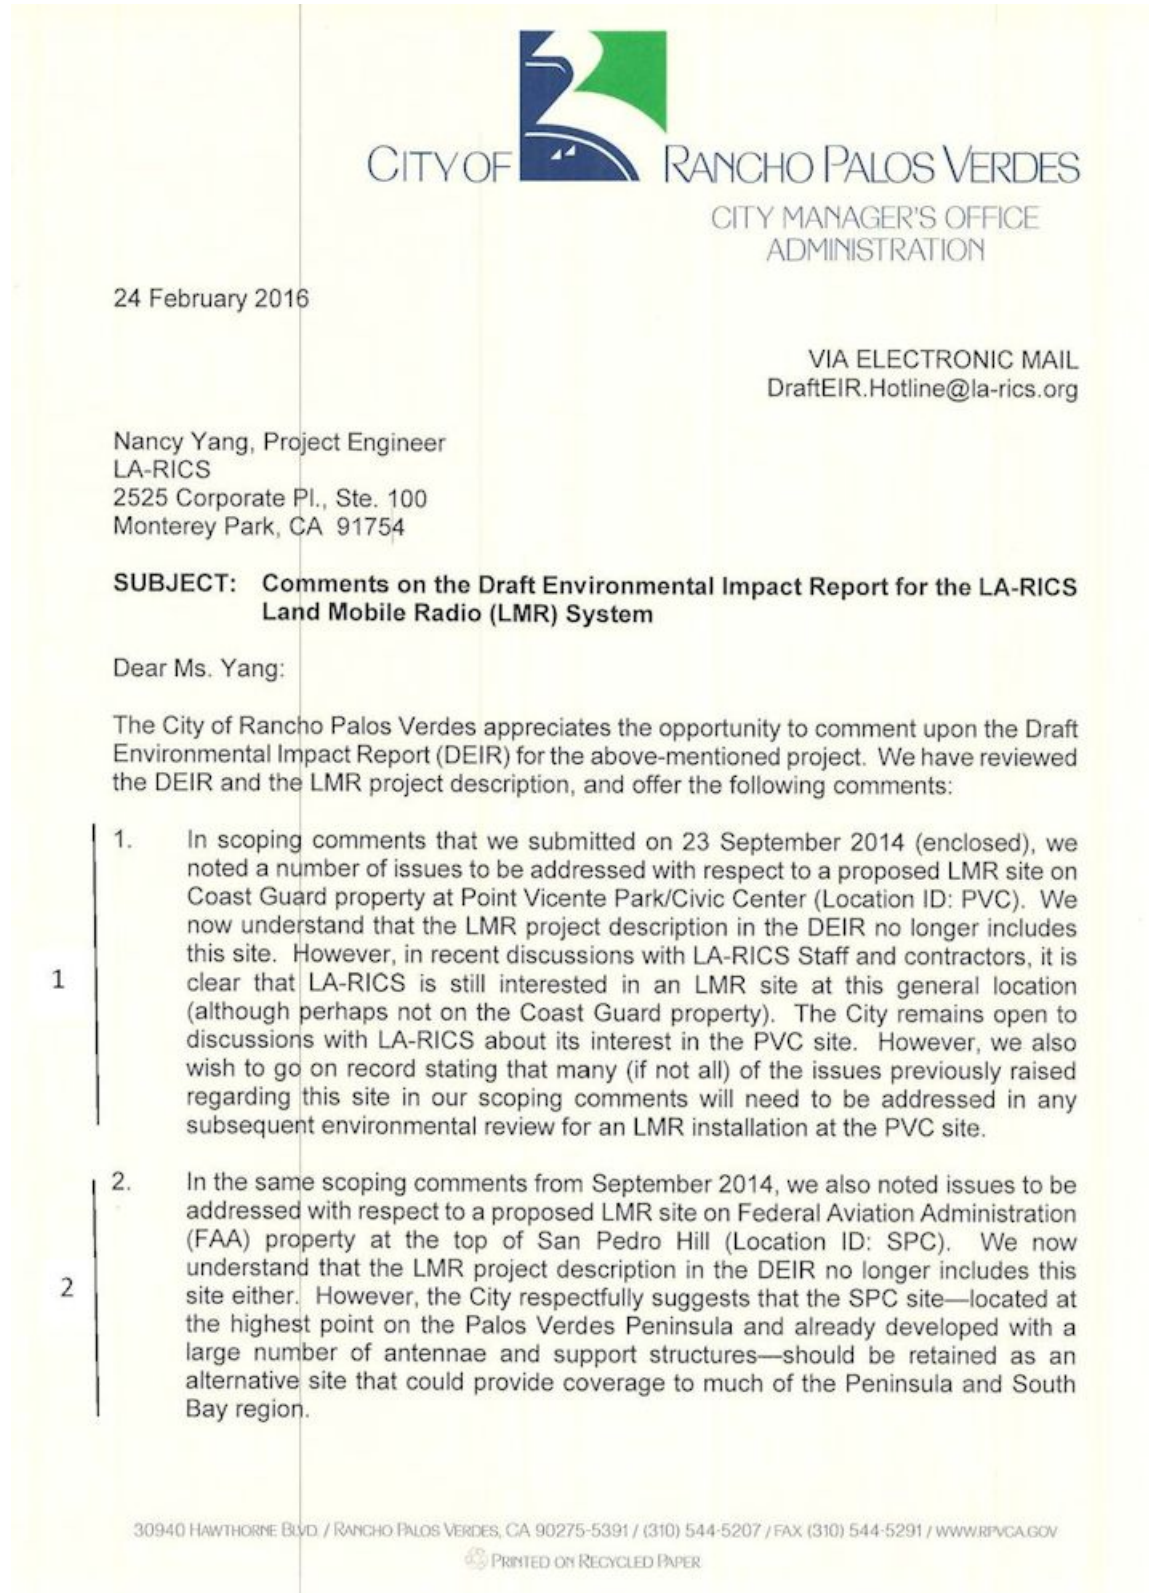 CITY OF RANCHO PALOS VERDES
CITY MANAGER'S OFFICE
ADMINISTRATION
24 February 2016
VIA ELECTRONIC MAIL
DraftEIR.Hotline@la-rics.org
Nancy Yang, Project Engineer
LA-RICS
2525 Corporate Pl., Ste. 100
Monterey Park, CA 91754
SUBJECT: Comments on the Draft Environmental Impact Report for the LA-RICS
Land Mobile Radio (LMR) System
Dear Ms. Yang:
The City of Rancho Palos Verdes appreciates the opportunity to comment upon the Draft
Environmental Impact Report (DEIR) for the above-mentioned project. We have reviewed
the DEIR and the LMR project description, and offer the following comments:
1. In scoping comments that we submitted on 23 September 2014 (enclosed), we
noted a number of issues to be addressed with respect to a proposed LMR site on
Coast Guard property at Point Vicente Park/Civic Center (Location ID: PVC). We
now understand that the LMR project description in the DEIR no longer includes
this site. However, in recent discussions with LA-RICS Staff and contractors, it is
1
clear that LA-RICS is still interested in an LMR site at this general location
(although perhaps not on the Coast Guard property). The City remains open to
discussions with LA-RICS about its interest in the PVC site. However, we also
wish to go on record stating that many (if not all) of the issues previously raised
regarding this site in our scoping comments will need to be addressed in any
subsequent environmental review for an LMR installation at the PVC site.
2. In the same scoping comments from September 2014, we also noted issues to be
addressed with respect to a proposed LMR site on Federal Aviation Administration
(FAA) property at the top of San Pedro Hill (Location ID: SPC). We now
understand that the LMR project description in the DEIR no longer includes this
2
site either. However, the City respectfully suggests that the SPC site—located at
the highest point on the Palos Verdes Peninsula and already developed with a
large number of antennae and support structures—should be retained as an
alternative site that could provide coverage to much of the Peninsula and South
Bay region.
30940 HAWTHORNE BLVD. / RANCHO PALOS VERDES, CA 90275-5391 / (310) 544-5207 / FAX (310) 544-5291 / WWW.RPVCA.GOV
PRINTED ON RECYCLED PAPER